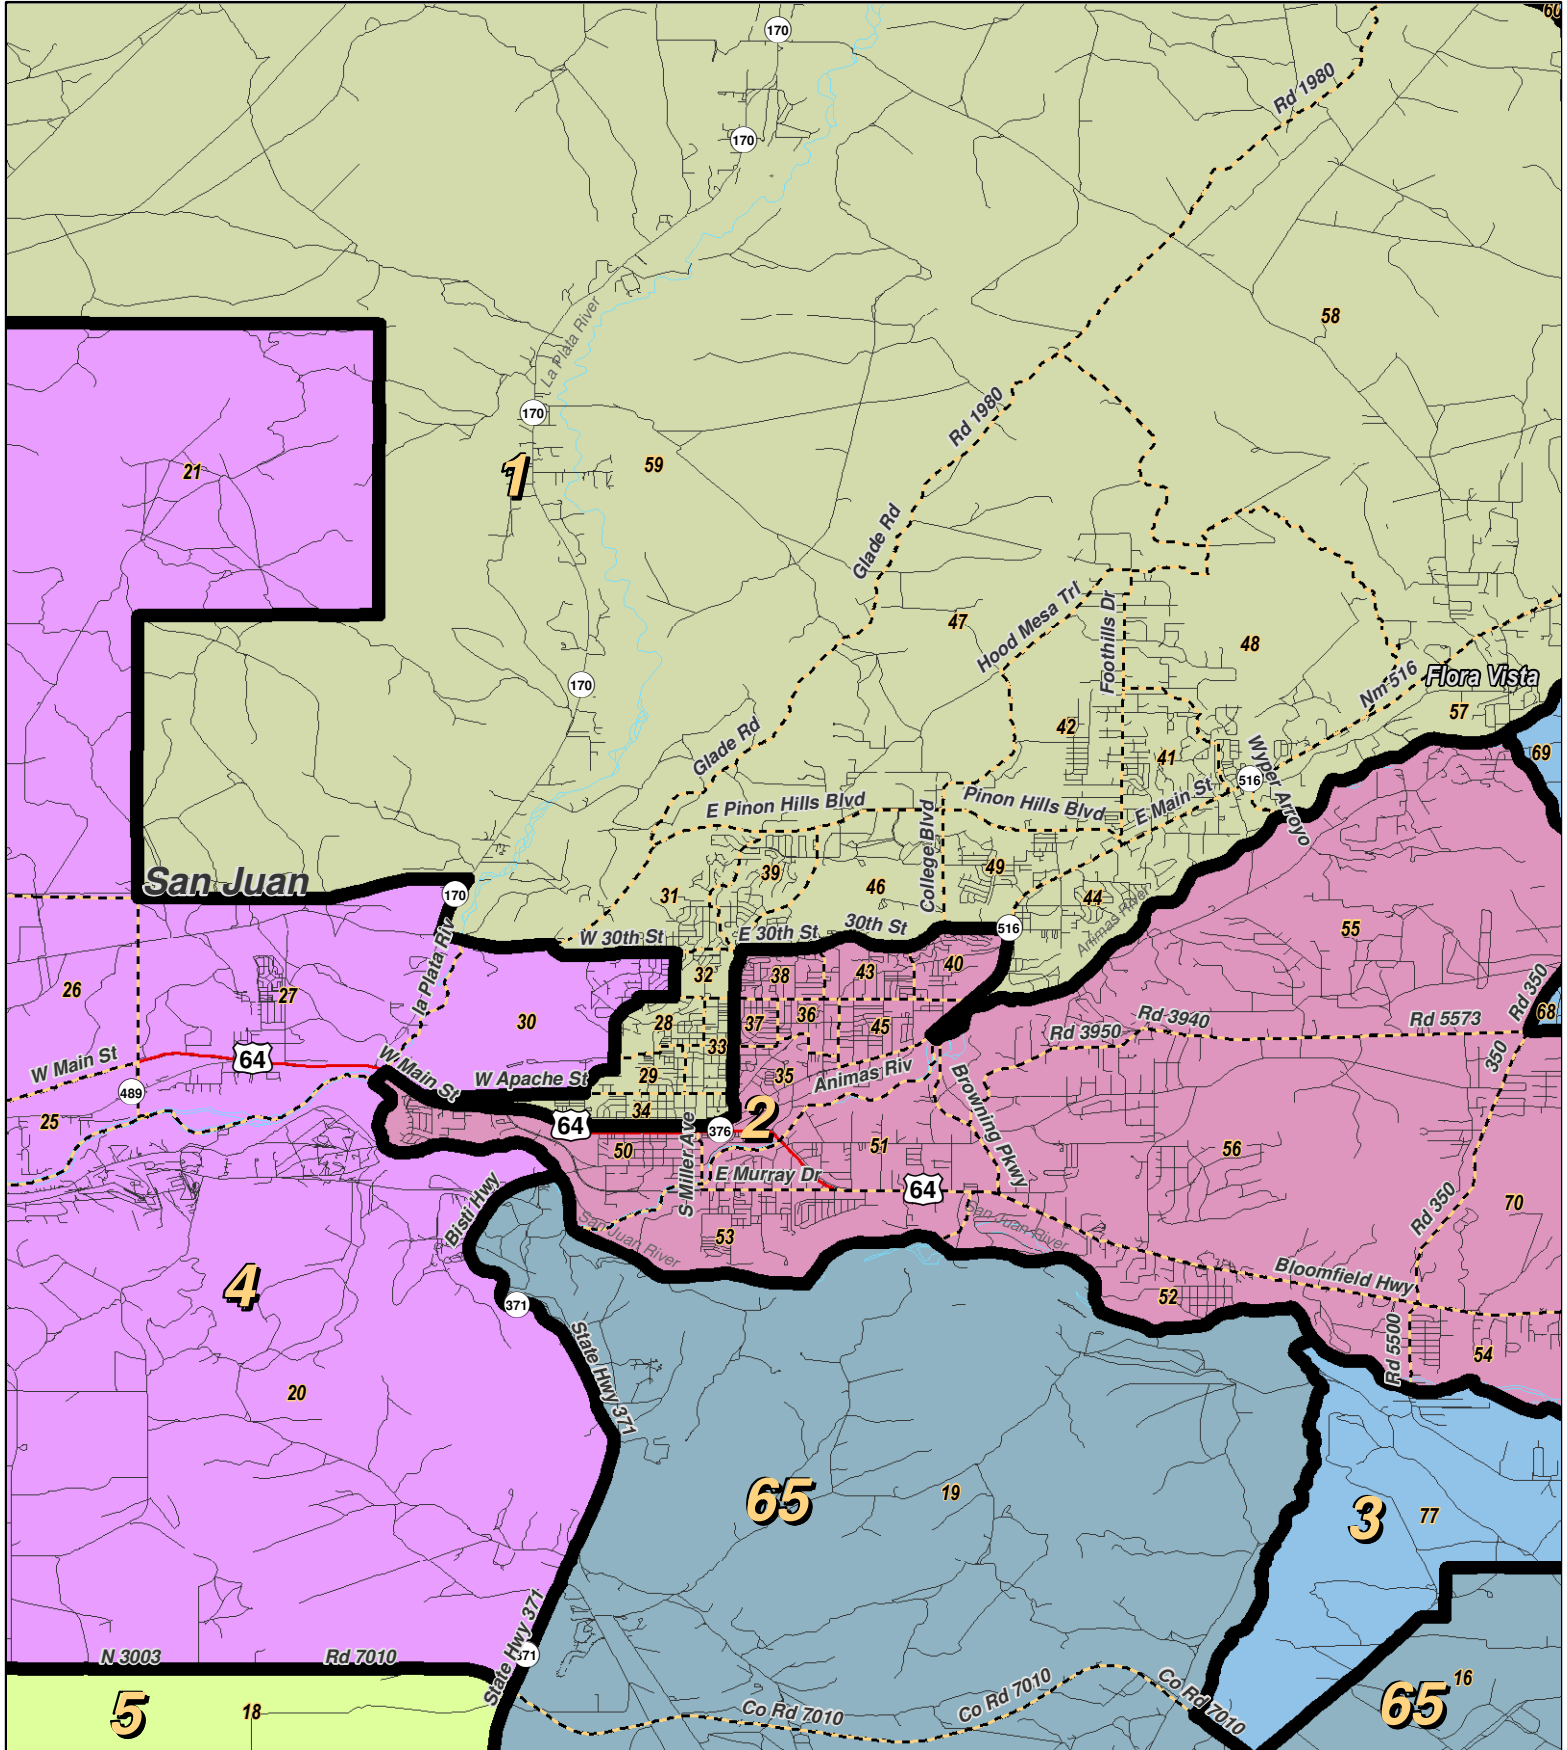 60
170
Rd 1980
170
58
La Plata River
170
Rd 1980
59
21
1
Glade Rd
Hood Mesa Trl
Foothills Dr
47
48
170
Nm 516
Flora Vista
57
42
Glade Rd
41
Wyper Arroyo
69
516
E Main St
E Pinon Hills Blvd
Pinon Hills Blvd
College Blvd
San Juan
39
49
46
31
44
170
Animas River
W 30th St
E 30th St
30th St
516
55
la Plata Riv
32
38
43
40
26
27
Rd 350
68
28
37
36
45
30
Rd 3950
Rd 3940
Rd 5573
33
W Main St
64
W Main St
W Apache St
29
35
Animas Riv
350
489
Browning Pkwy
34
2
25
64
376
S Miller Ave
50
51
56
E Murray Dr
64
Bisti Hwy
70
Rd 350
San Juan River
San Juan River
53
4
Bloomfield Hwy
52
371
State Hwy 371
Rd 5500
54
20
65
19
3
77
State Hwy 371
N 3003
Rd 7010
371
Co Rd 7010
Co Rd 7010
Co Rd 7010
16
5
18
65